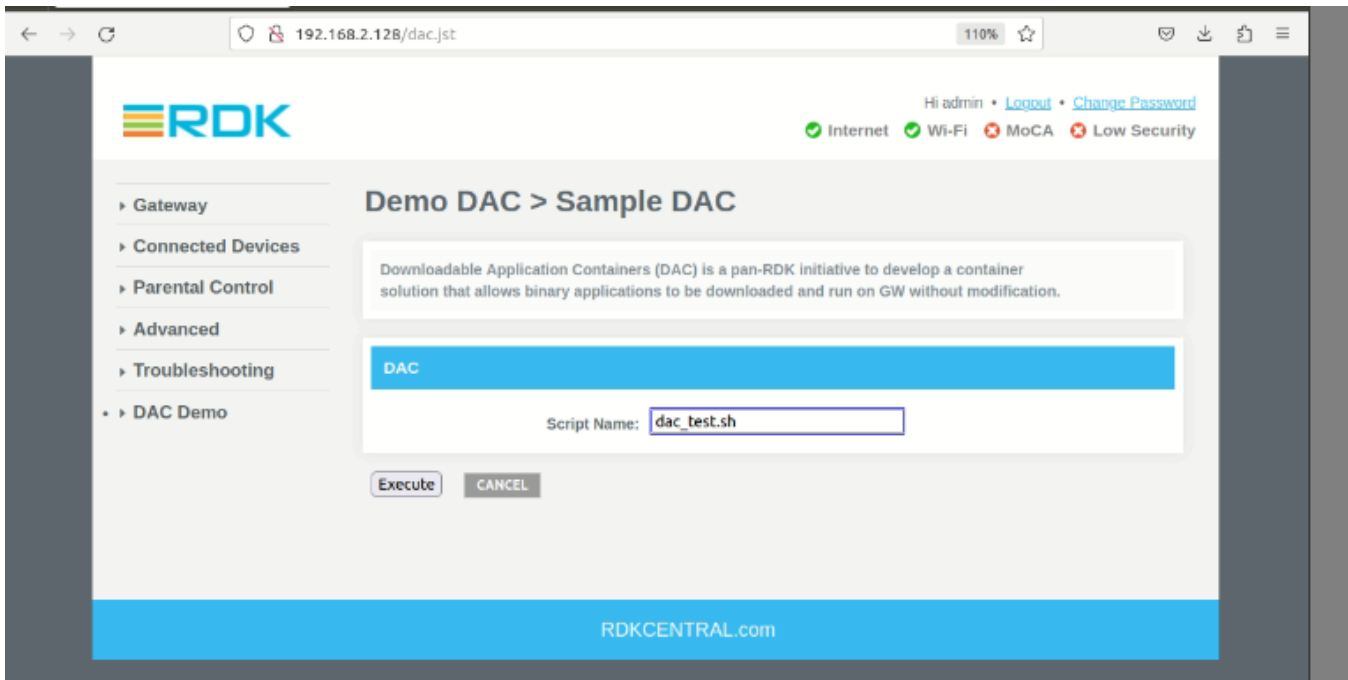 192.168.2.128/dac.jst
110%
RDK
Hi admin • Logout • Change Password
Internet Wi-Fi MoCA Low Security
Gateway
Connected Devices
Parental Control
Advanced
Troubleshooting
DAC Demo
Demo DAC > Sample DAC
Downloadable Application Containers (DAC) is a pan-RDK initiative to develop a container
solution that allows binary applications to be downloaded and run on GW without modification.
DAC
Script Name: dac_test.sh
Execute CANCEL
RDKCENTRAL.com